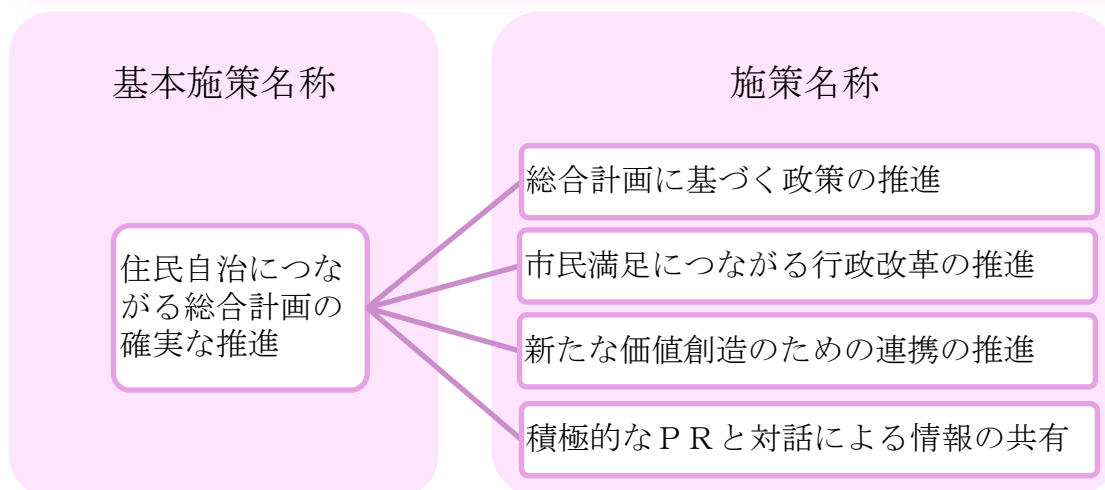 基本施策名称
施策名称
住民自治につな
がる総合計画の
確実な推進
総合計画に基づく政策の推進
市民満足につながる行政改革の推進
新たな価値創造のための連携の推進
積極的なＰＲと対話による情報の共有